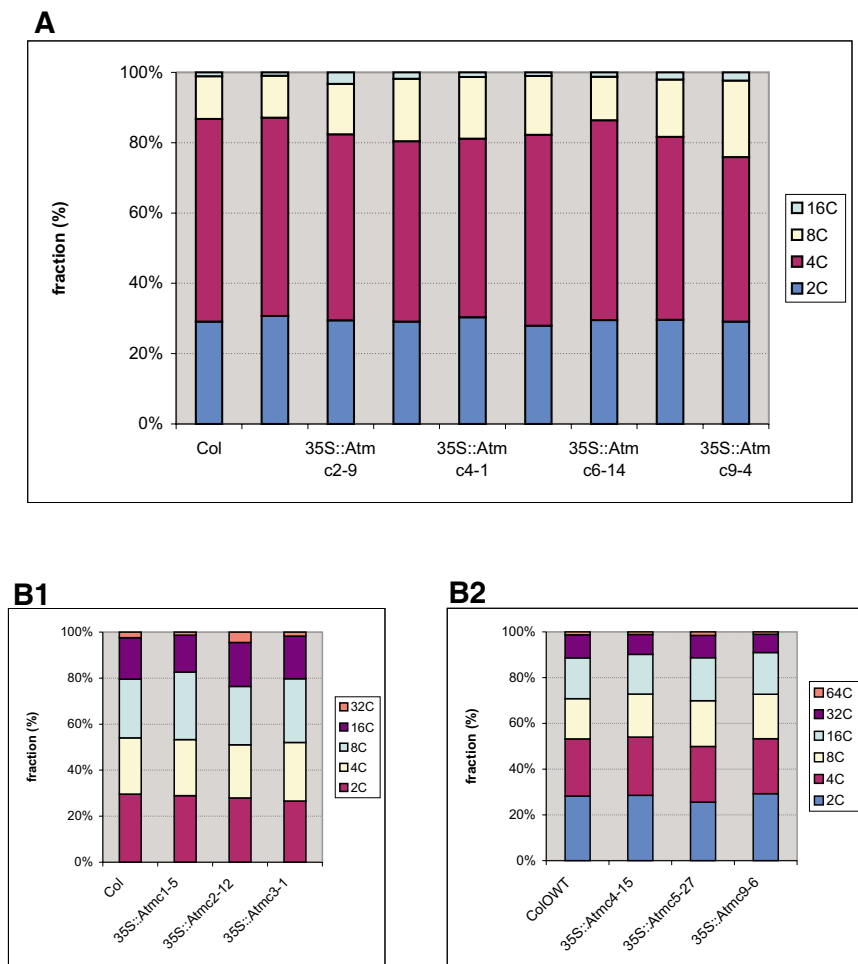 A
100%
80%
60%
40%
20%
0%
fraction (%)
Col
35S::Atm
c2-9
35S::Atm
c4-1
35S::Atm
c6-14
35S::Atm
c9-4
16C
8C
4C
2C
B1
100%
80%
60%
40%
20%
0%
fraction (%)
Col
35S::Atmc1-5
35S::Atmc2-12
35S::Atmc3-1
32C
16C
8C
4C
2C
B2
100%
80%
60%
40%
20%
0%
fraction (%)
ColOWT
35S::Atmc4-15
35S::Atmc5-27
35S::Atmc9-6
64C
32C
16C
8C
4C
2C